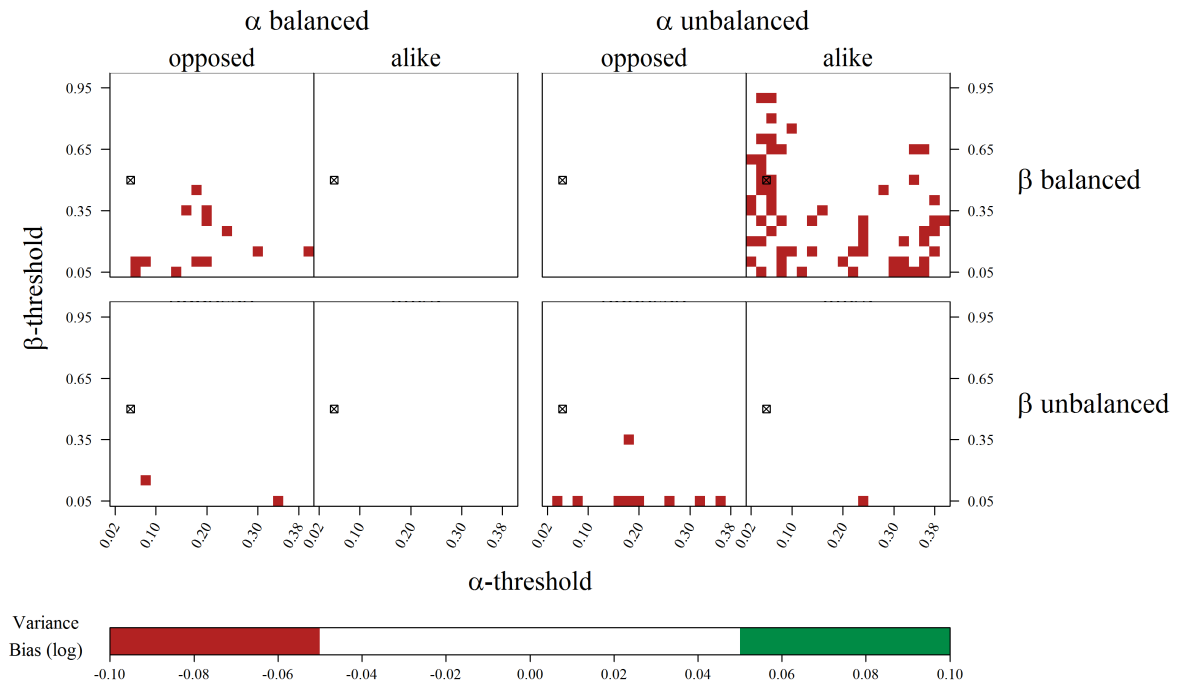 α balanced α unbalanced
opposed alike opposed alike
0.95 0.95
0.65 0.65
β balanced
0.35 0.35
0.05 0.05
β-threshold
0.95 0.95
0.65 0.65
β unbalanced
0.35 0.35
0.05 0.05
0.02 0.10 0.20 0.30 0.38 0.02 0.10 0.20 0.30 0.38 0.02 0.10 0.20 0.30 0.38 0.02 0.10 0.20 0.30 0.38
α-threshold
Variance
Bias (log)
-0.10 -0.08 -0.06 -0.04 -0.02 0.00 0.02 0.04 0.06 0.08 0.10